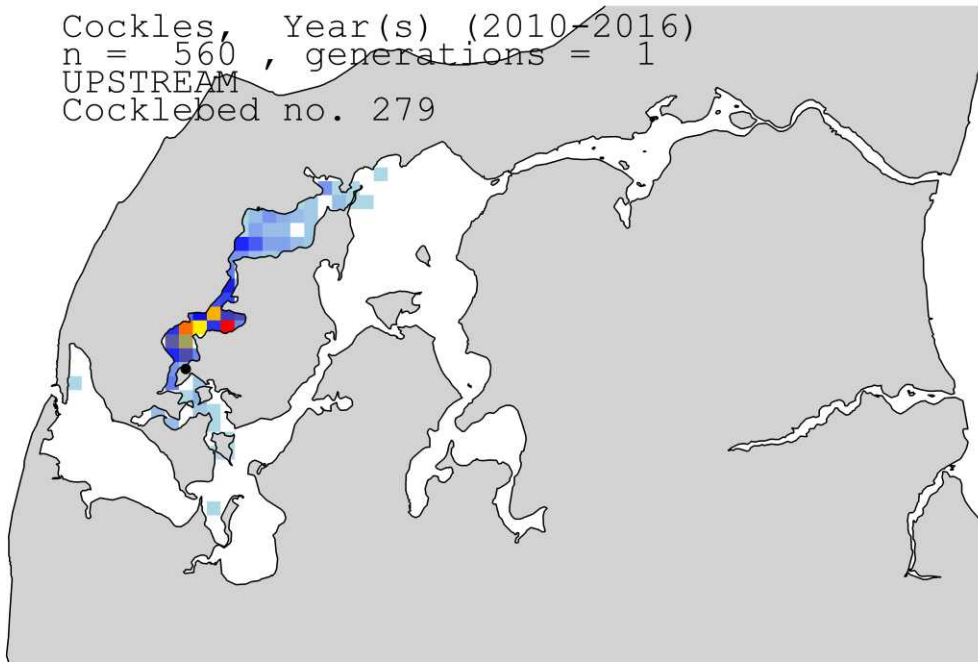 Cockles, Year(s) (2010-2016)
n = 560 , generations = 1
UPSTREAM
Cocklebed no. 279